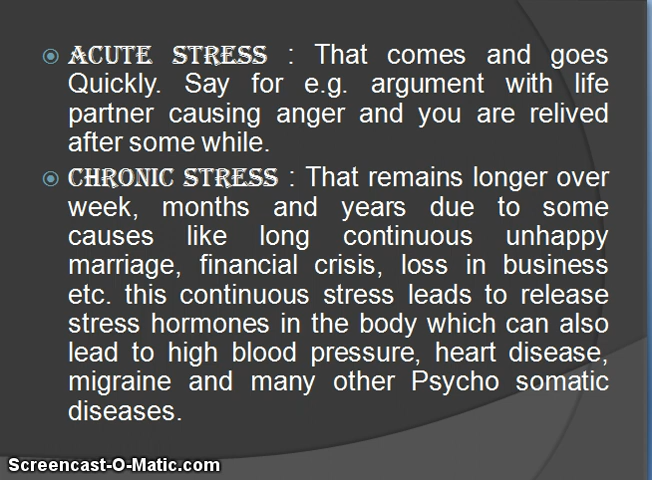 ACUTE STRESS : That comes and goes
Quickly. Say for e.g. argument with life
partner causing anger and you are relived
after some while.
CHRONIC STRESS : That remains longer over
week, months and years due to some
causes like long continuous unhappy
marriage, financial crisis, loss in business
etc. this continuous stress leads to release
stress hormones in the body which can also
lead to high blood pressure, heart disease,
migraine and many other Psycho somatic
diseases.
Screencast-O-Matic.com